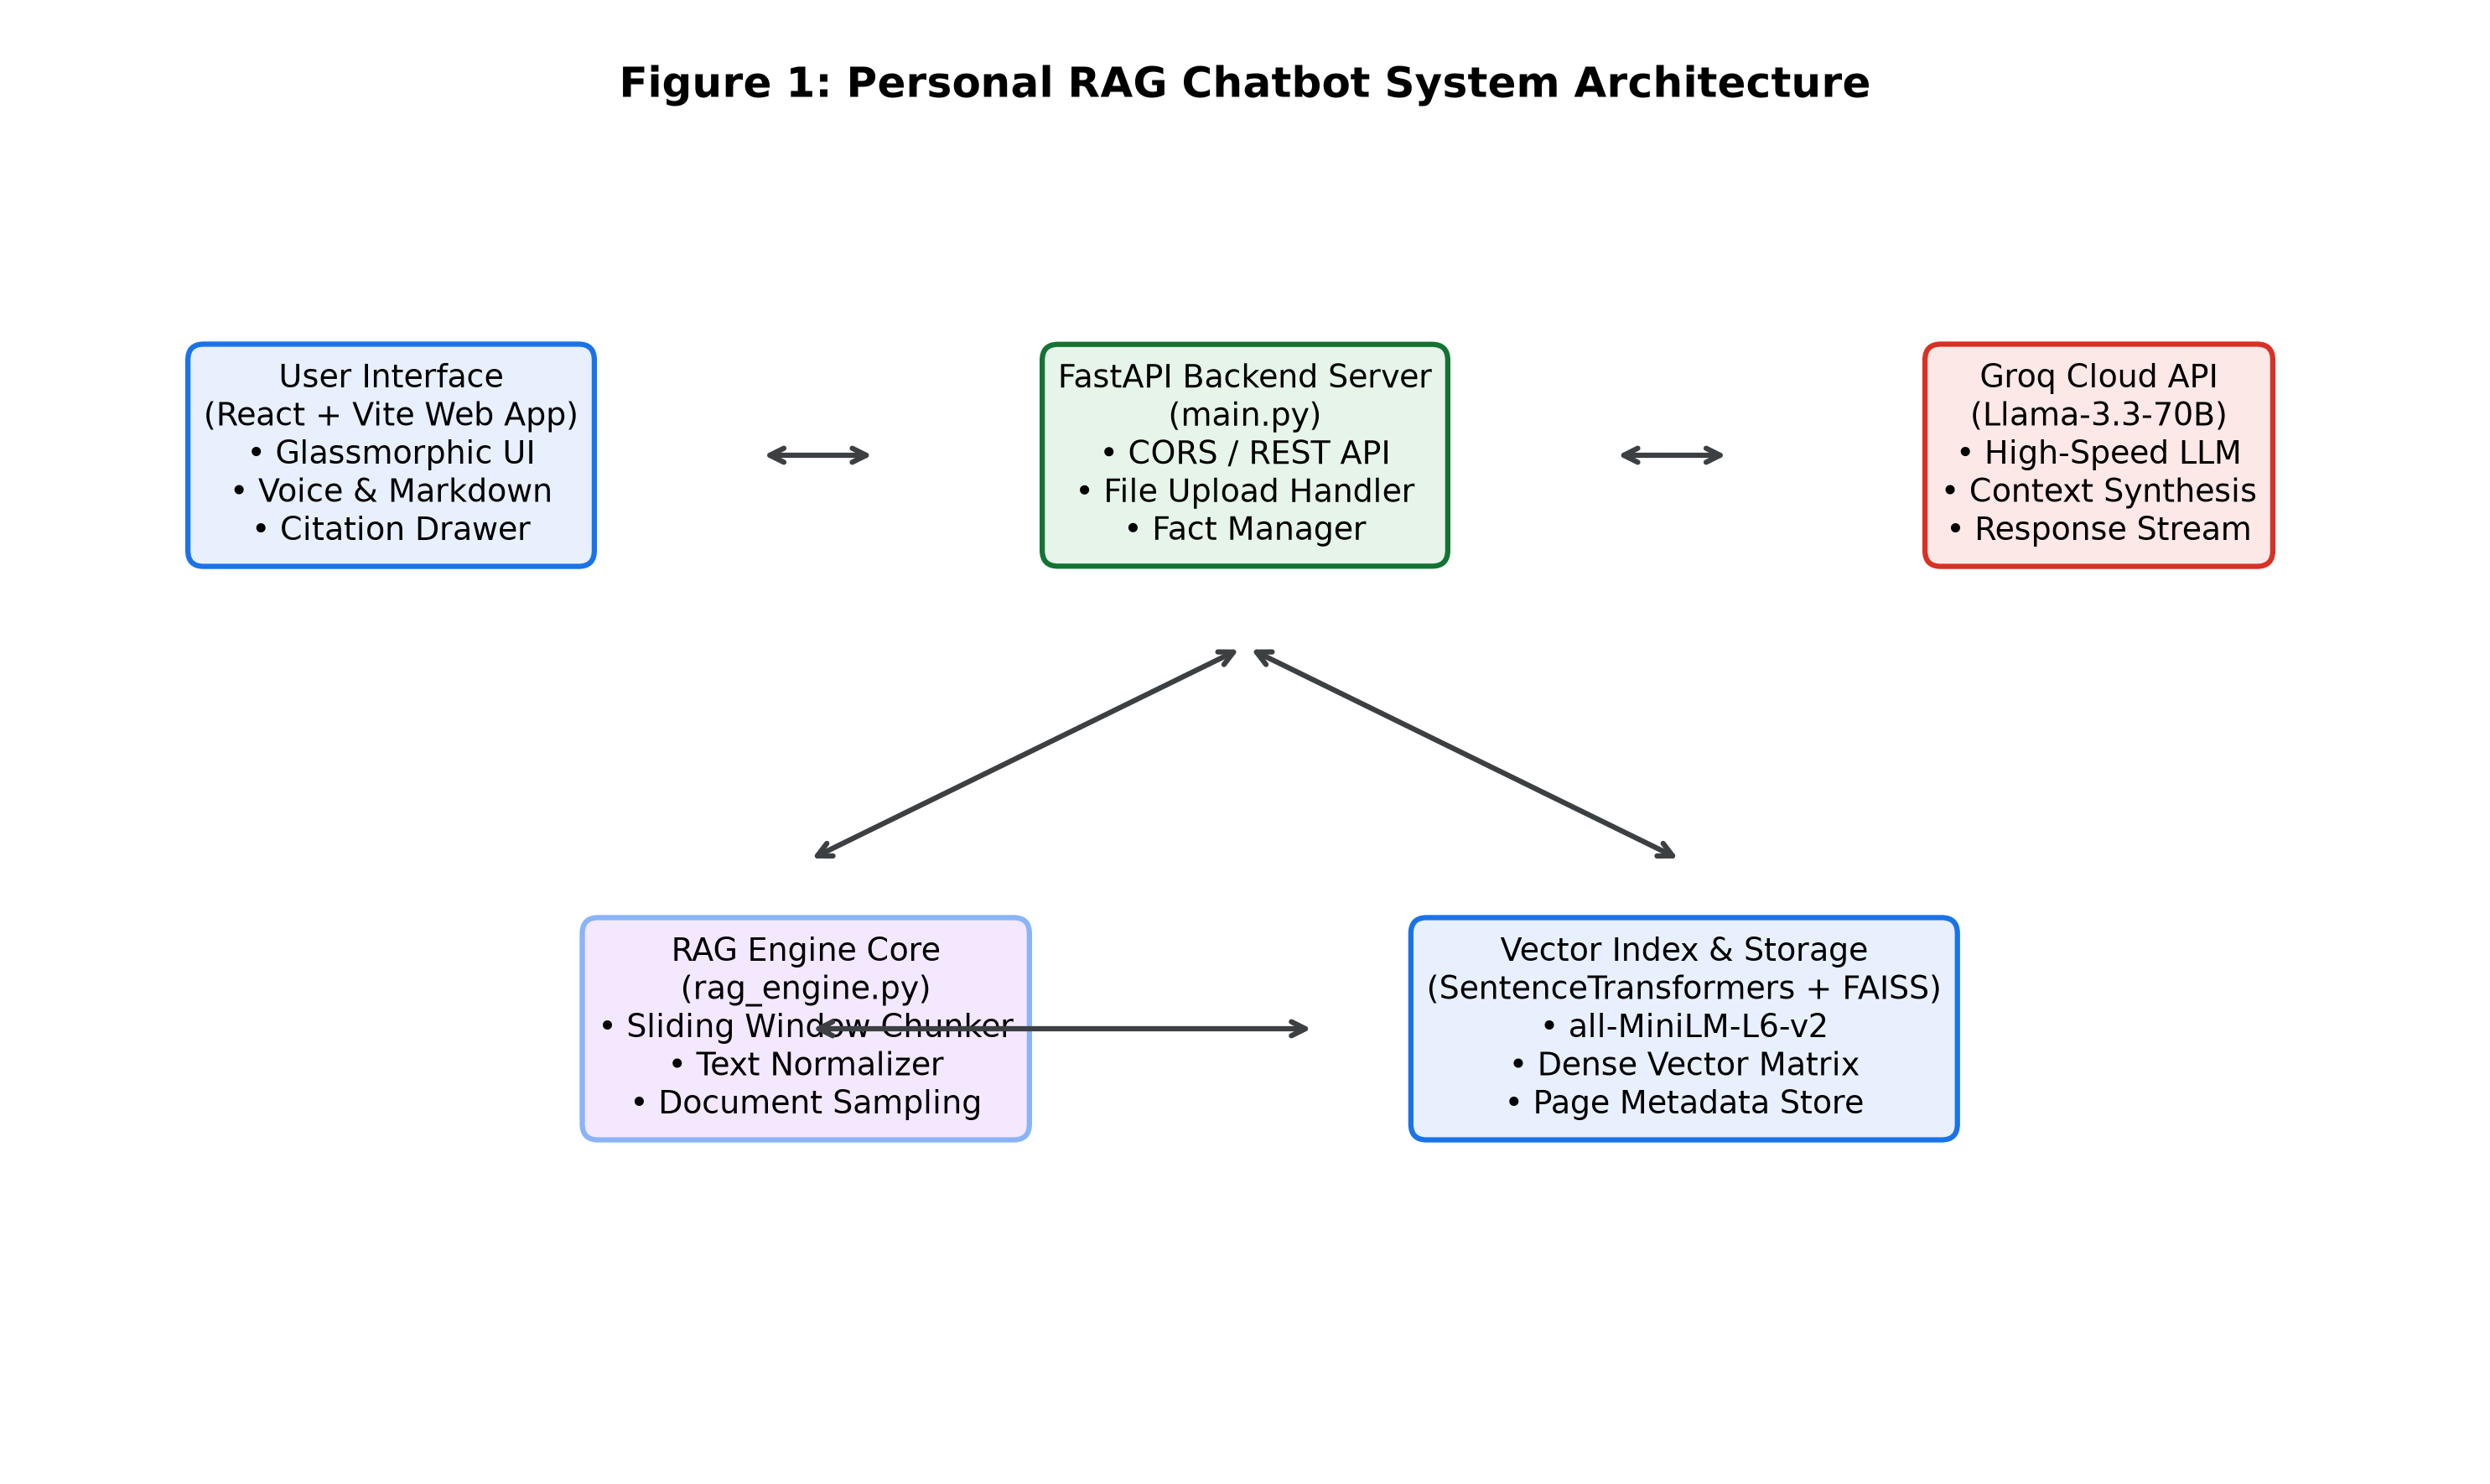 Figure 1: Personal RAG Chatbot System Architecture
User Interface
(React + Vite Web App)
• Glassmorphic UI
• Voice & Markdown
• Citation Drawer
FastAPI Backend Server
(main.py)
• CORS / REST API
• File Upload Handler
• Fact Manager
Groq Cloud API
(Llama-3.3-70B)
• High-Speed LLM
• Context Synthesis
• Response Stream
RAG Engine Core
(rag_engine.py)
• Sliding Window Chunker
• Text Normalizer
• Document Sampling
Vector Index & Storage
(SentenceTransformers + FAISS)
• all-MiniLM-L6-v2
• Dense Vector Matrix
• Page Metadata Store